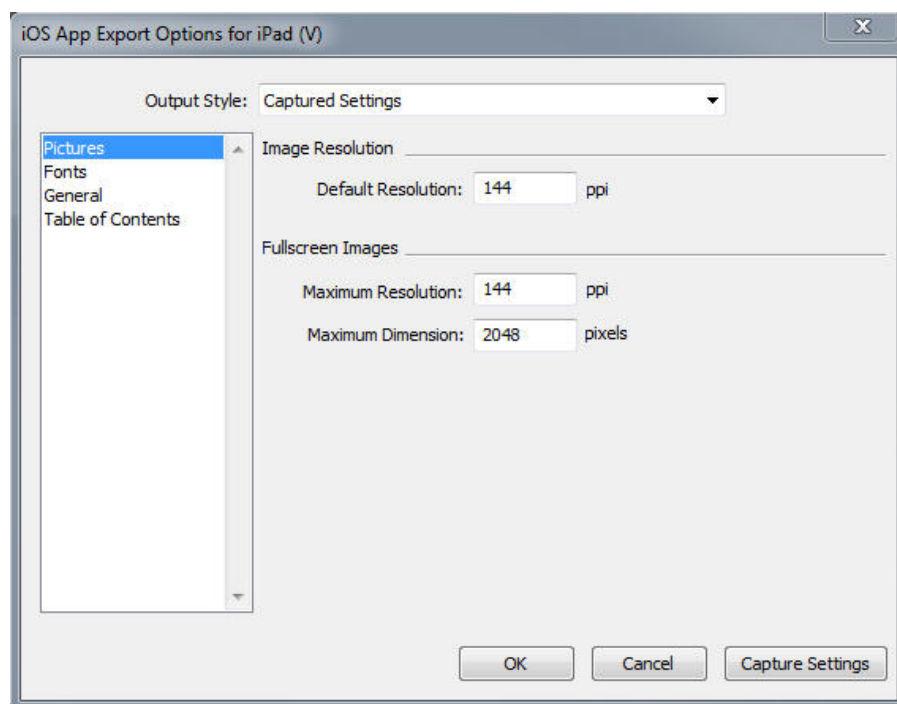 iOS App Export Options for iPad (V)
Output Style: Captured Settings
Pictures
Fonts
General
Table of Contents
Image Resolution
Default Resolution: 144 ppi
Fullscreen Images
Maximum Resolution: 144 ppi
Maximum Dimension: 2048 pixels
OK Cancel Capture Settings